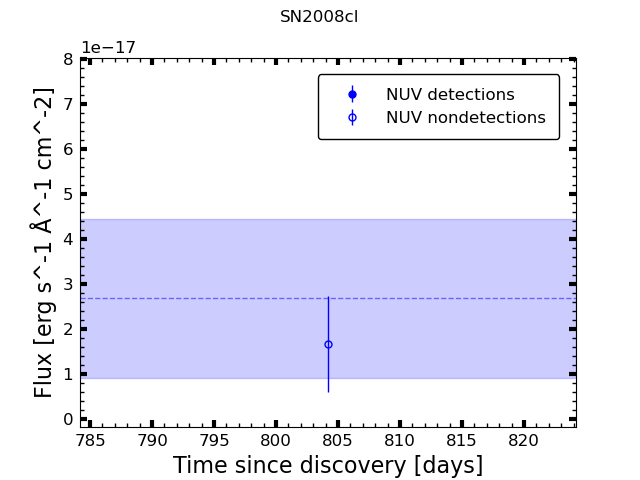 SN2008cl
1e−17
8
7
6
5
4
3
2
1
0
Flux [erg s^-1 Å^-1 cm^-2]
NUV detections
NUV nondetections
785 790 795 800 805 810 815 820
Time since discovery [days]